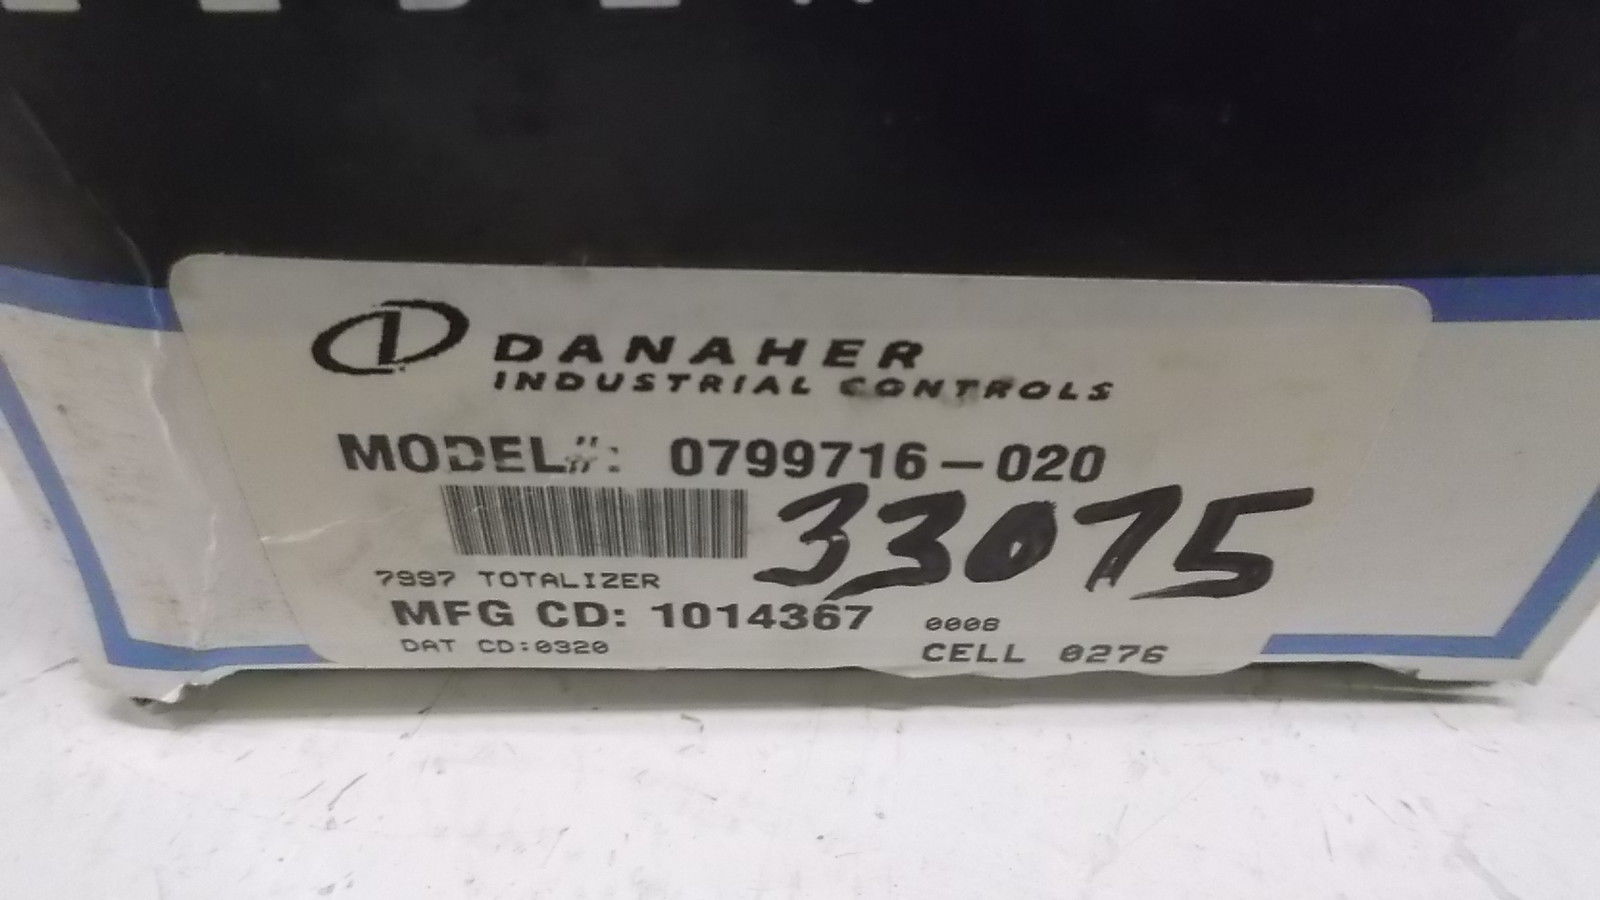 DANAHER
INDUSTRIAL CONTROLS
MODEL#: 0799716-020
33075
7997 TOTALIZER
MFG CD: 1014367 0008
DAT CD:0320 CELL 0276